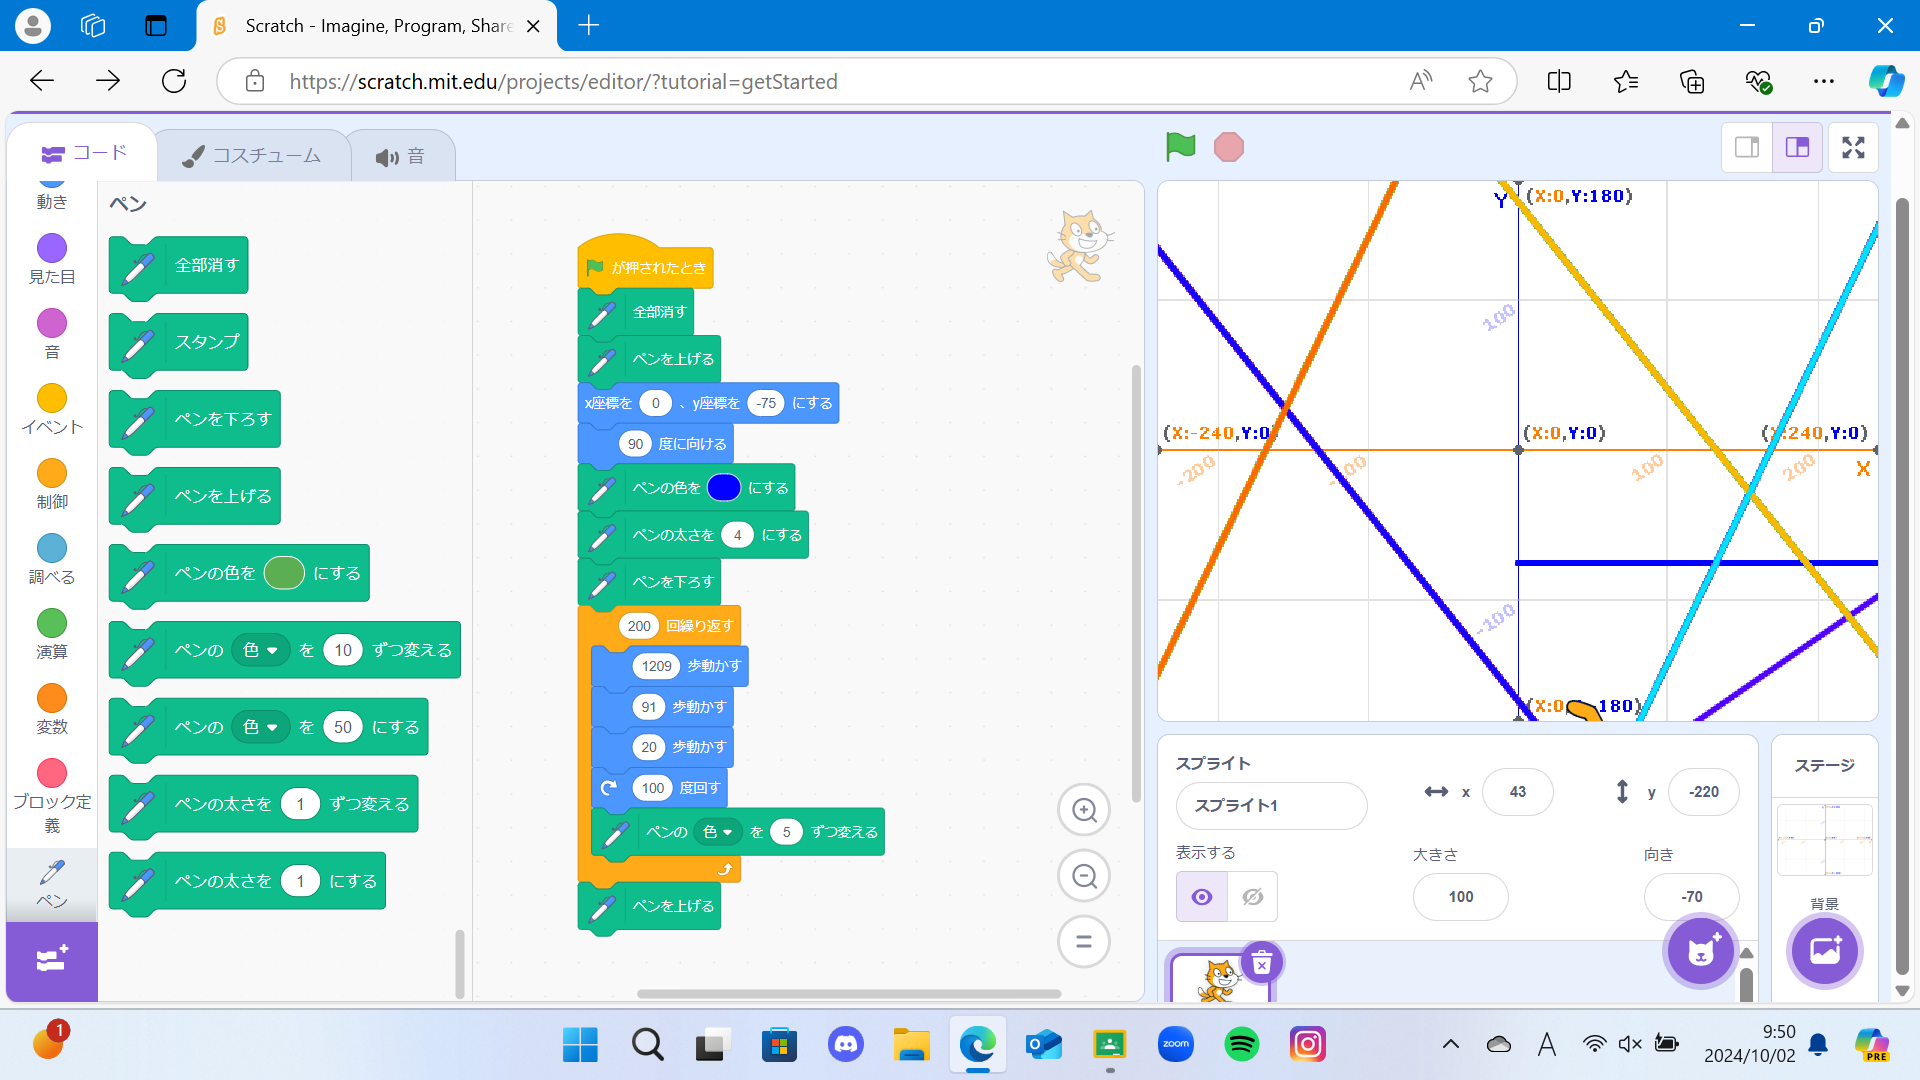 Scratch - Imagine, Program, Share
https://scratch.mit.edu/projects/editor/?tutorial=getStarted
コード
コスチューム
音
動き
見た目
音
イベント
制御
調べる
演算
変数
ブロック定義
ペン
ペン
全部消す
スタンプ
ペンを下ろす
ペンを上げる
ペンの色を にする
ペンの 色 を 10 ずつ変える
ペンの 色 を 50 にする
ペンの太さを 1 ずつ変える
ペンの太さを 1 にする
が押されたとき
全部消す
ペンを上げる
x座標を 0 、y座標を -75 にする
90 度に向ける
ペンの色を にする
ペンの太さを 4 にする
ペンを下ろす
200 回繰り返す
1209 歩動かす
91 歩動かす
20 歩動かす
100 度回す
ペンの 色 を 5 ずつ変える
ペンを上げる
Y
(X:0,Y:180)
100
(X:-240,Y:0)
(X:0,Y:0)
(X:240,Y:0)
-200
-100
100
200
X
-100
(X:0, 180)
スプライト
スプライト1
x 43
y -220
表示する
大きさ
100
向き
-70
ステージ
背景
1
zoom
A
9:50
2024/10/02
PRE